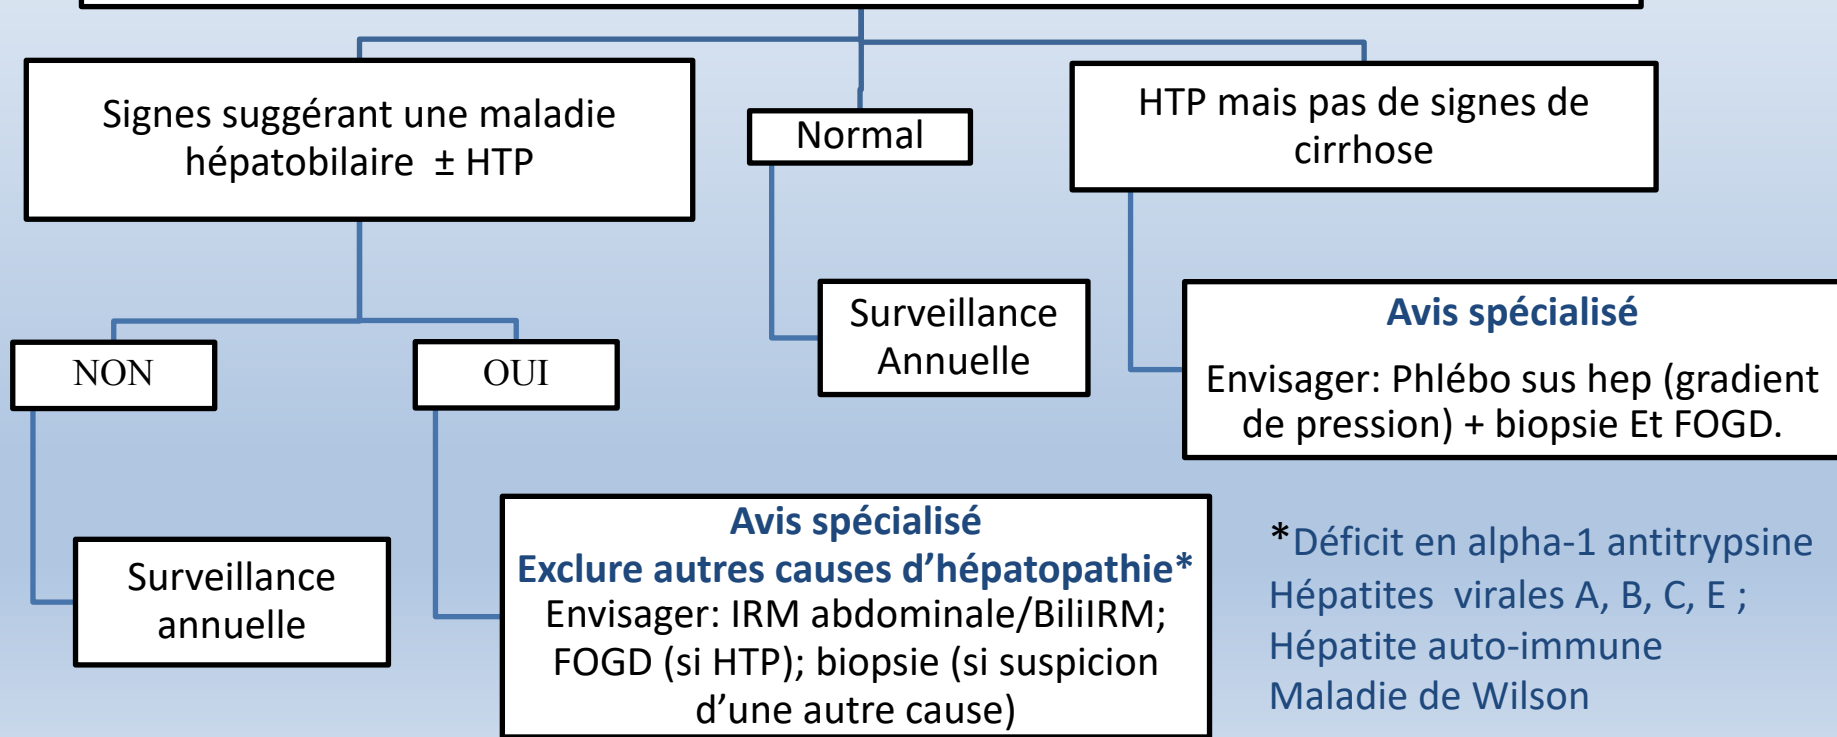 Signes suggérant une maladie
hépatobilaire ± HTP
Normal
HTP mais pas de signes de
cirrhose
NON
OUI
Surveillance
Annuelle
Avis spécialisé
Envisager: Phlébo sus hep (gradient
de pression) + biopsie Et FOGD.
Surveillance
annuelle
Avis spécialisé
Exclure autres causes d’hépatopathie*
Envisager: IRM abdominale/BiliIRM;
FOGD (si HTP); biopsie (si suspicion
d’une autre cause)
*Déficit en alpha-1 antitrypsine
Hépatites virales A, B, C, E ;
Hépatite auto-immune
Maladie de Wilson